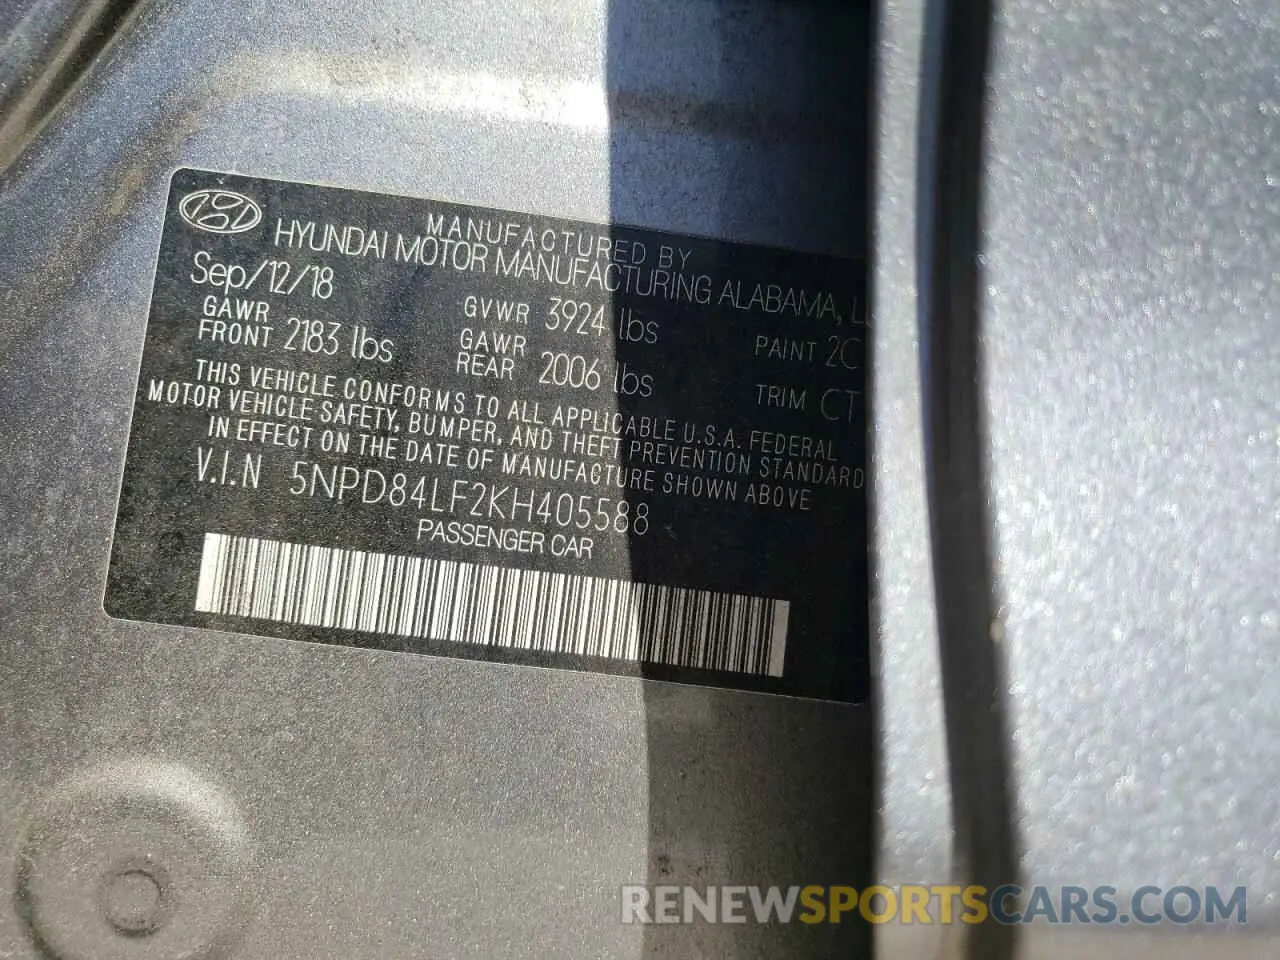 MANUFACTURED BY
HYUNDAI MOTOR MANUFACTURING ALABAMA,
Sep/12/18
GAWR FRONT 2183 lbs
GVWR 3924 lbs
GAWR REAR 2006 lbs
PAINT 2C
TRIM CT
THIS VEHICLE CONFORMS TO ALL APPLICABLE U.S.A. FEDERAL
MOTOR VEHICLE SAFETY, BUMPER, AND THEFT PREVENTION STANDARD
IN EFFECT ON THE DATE OF MANUFACTURE SHOWN ABOVE
V.I.N 5NPD84LF2KH405588
PASSENGER CAR
RENEWSPORTSCARS.COM